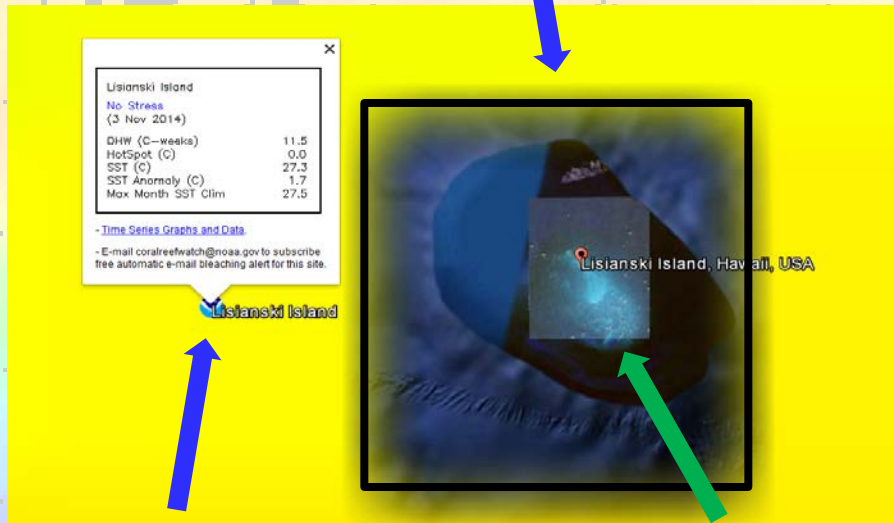 Lisianski Island
No Stress
(3 Nov 2014)
DHW (C-weeks) 11.5
HotSpot (C) 0.0
SST (C) 27.3
SST Anomaly (C) 1.7
Max Month SST Clim 27.5
- Time Series Graphs and Data.
- E-mail coralreefwatch@noaa.gov to subscribe
free automatic e-mail bleaching alert for this site.
Lisianski Island
Lisianski Island, Hawaii, USA